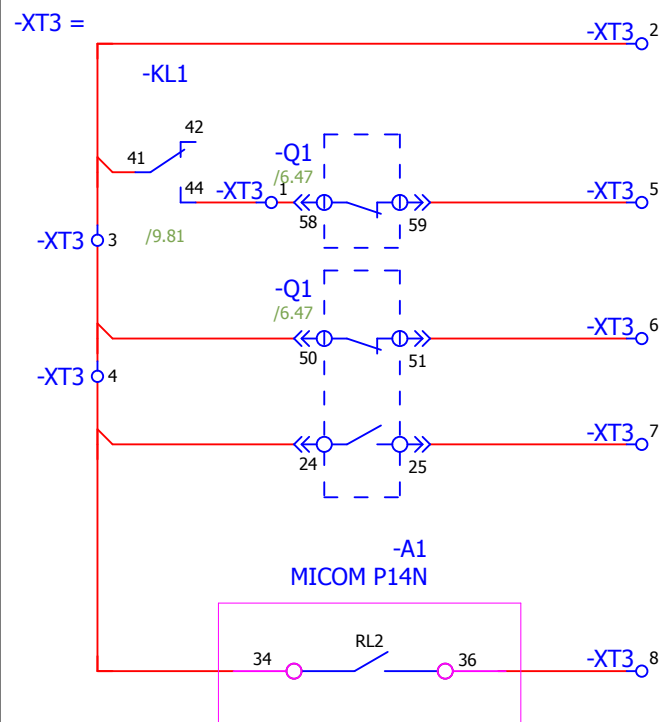 -XT3 =
-XT3 2
-KL1
42
41
-Q1
/6.47
44 -XT3 1
58
59
-XT3 5
-XT3 3
/9.81
-Q1
/6.47
50
51
-XT3 6
-XT3 4
24
25
-XT3 7
-A1
MICOM P14N
34
RL2
36
-XT3 8